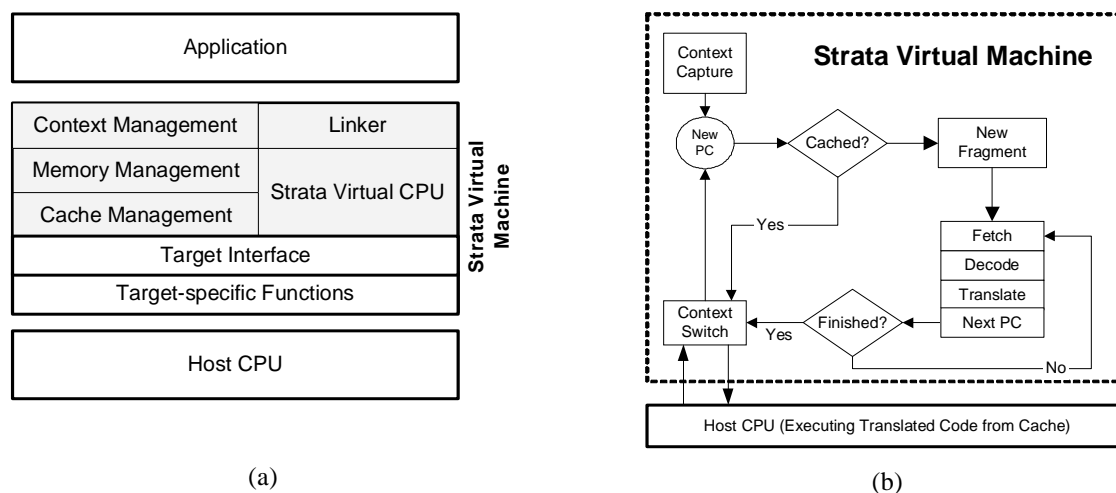 Application
Context Management
Linker
Memory Management
Strata Virtual CPU
Cache Management
Target Interface
Target-specific Functions
Strata Virtual
Machine
Host CPU
(a)
Strata Virtual Machine
Context
Capture
New
PC
Cached?
New
Fragment
Yes
Fetch
Decode
Translate
Next PC
Context
Switch
Yes
Finished?
No
Host CPU (Executing Translated Code from Cache)
(b)